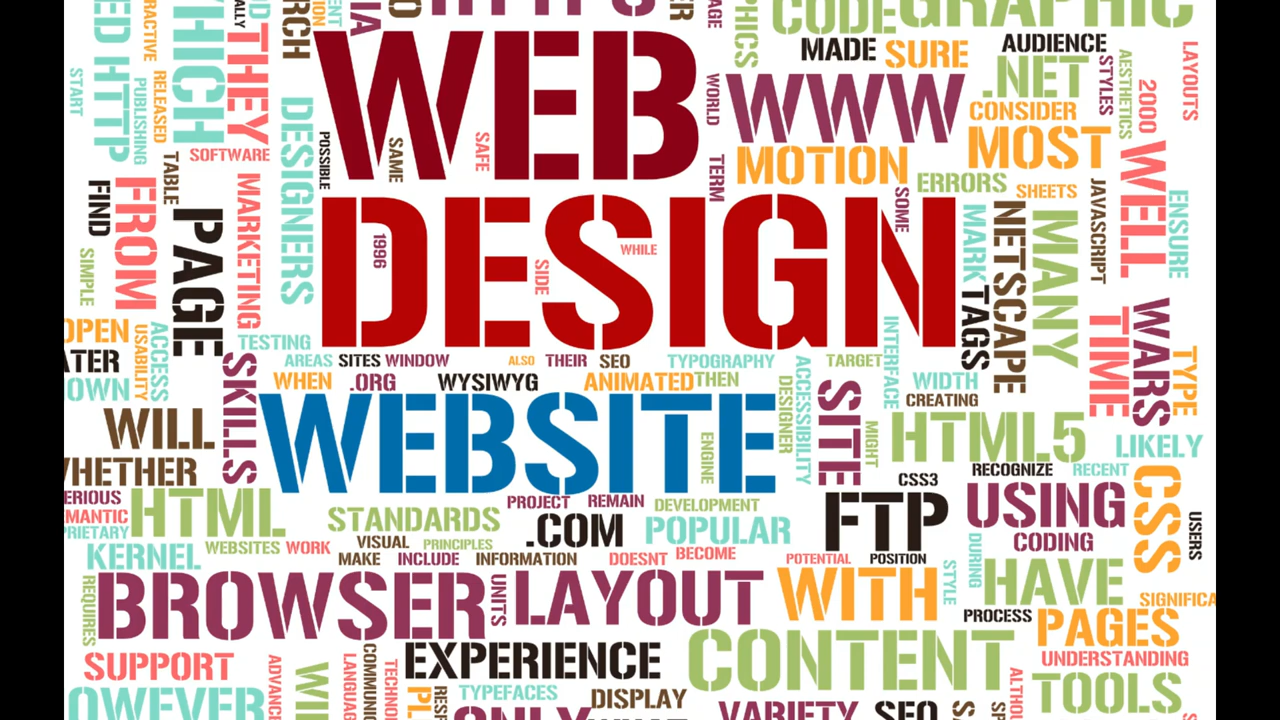 HTTPS
CODE
GRAPHIC
MADE
SURE
AUDIENCE
.NET
STYLES
AESTHETICS
LAYOUTS
2000
CONSIDER
MOST
WEB
WORLD
WWW
MOTION
TERM
ERRORS
SHEETS
SOME
JAVASCRIPT
WELL
ENSURE
START
HTTP
PUBLISHING
RELEASED
WHICH
THEY
SOFTWARE
DESIGNERS
POSSIBLE
SAME
SAFE
TABLE
FIND
FROM
PAGE
MARKETING
SIMPLE
DESIGN
1996
SIDE
WHILE
MARK
TAGS
NETSCAPE
MANY
TIME
WARS
TYPE
OPEN
USABILITY
ACCESS
TESTING
AREAS
SITES
WINDOW
ALSO
THEIR
SEO
TYPOGRAPHY
TARGET
INTERFACE
OWN
SKILLS
WHEN
.ORG
WYSIWYG
ANIMATED
THEN
DESIGNER
ACCESSIBILITY
SITE
WIDTH
CREATING
WILL
WEBSITE
ENGINE
MIGHT
HTML5
LIKELY
WHETHER
CSS3
RECOGNIZE
RECENT
CSS
USERS
HTML
STANDARDS
PROJECT
REMAIN
DEVELOPMENT
.COM
POPULAR
FTP
USING
CODING
KERNEL
WEBSITES
WORK
VISUAL
PRINCIPLES
MAKE
INCLUDE
INFORMATION
DOESNT
BECOME
POTENTIAL
POSITION
DURING
STYLE
REQUIRES
BROWSER
UNITS
LAYOUT
WITH
HAVE
PROCESS
PAGES
SUPPORT
EXPERIENCE
CONTENT
UNDERSTANDING
TYPEFACES
DISPLAY
TOOLS
VARIETY
SEO